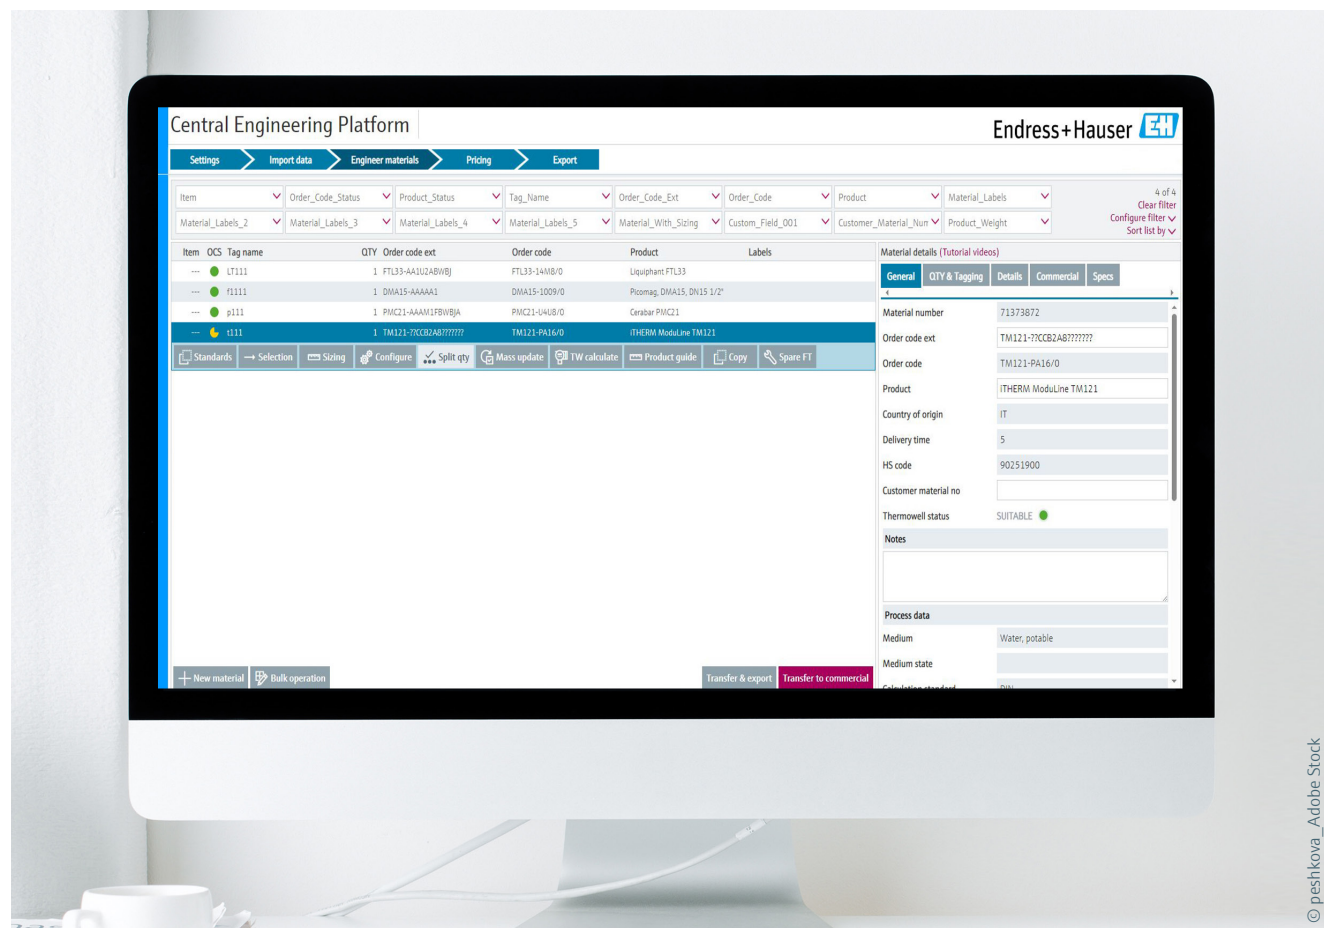 Central Engineering Platform
Endress+Hauser EH
Settings Import data Engineer materials Pricing Export
Item Order_Code_Status Product_Status Tag_Name Order_Code_Ext Order_Code Product Material_Labels
4 of 4
Clear filter
Material_Labels_2 Material_Labels_3 Material_Labels_4 Material_Labels_5 Material_With_Sizing Custom_Field_001 Customer_Material_Num Product_Weight
Configure filter
Sort list by
Item OCS Tag name QTY Order code ext Order code Product Labels
--- LT111 1 FTL33-AA1U2ABWBJ FTL33-14M8/0 Liquiphant FTL33
--- f1111 1 DMA15-AAAAA1 DMA15-1009/0 Picomag, DMA15, DN15 1/2"
--- p111 1 PMC21-AAAM1FBWBJA PMC21-U4U8/0 Cerabar PMC21
--- t111 1 TM121-??CCB2A8??????? TM121-PA16/0 iTHERM ModuLine TM121
Standards Selection Sizing Configure Split qty Mass update TW calculate Product guide Copy Spare FT
+ New material Bulk operation Transfer & export Transfer to commercial
Material details (Tutorial videos)
General QTY & Tagging Details Commercial Specs
Material number 71373872
Order code ext TM121-??CCB2A8???????
Order code TM121-PA16/0
Product iTHERM ModuLine TM121
Country of origin IT
Delivery time 5
HS code 90251900
Customer material no
Thermowell status SUITABLE
Notes
Process data
Medium Water, potable
Medium state
Calculation standard DIN
© peshkova_Adobe Stock